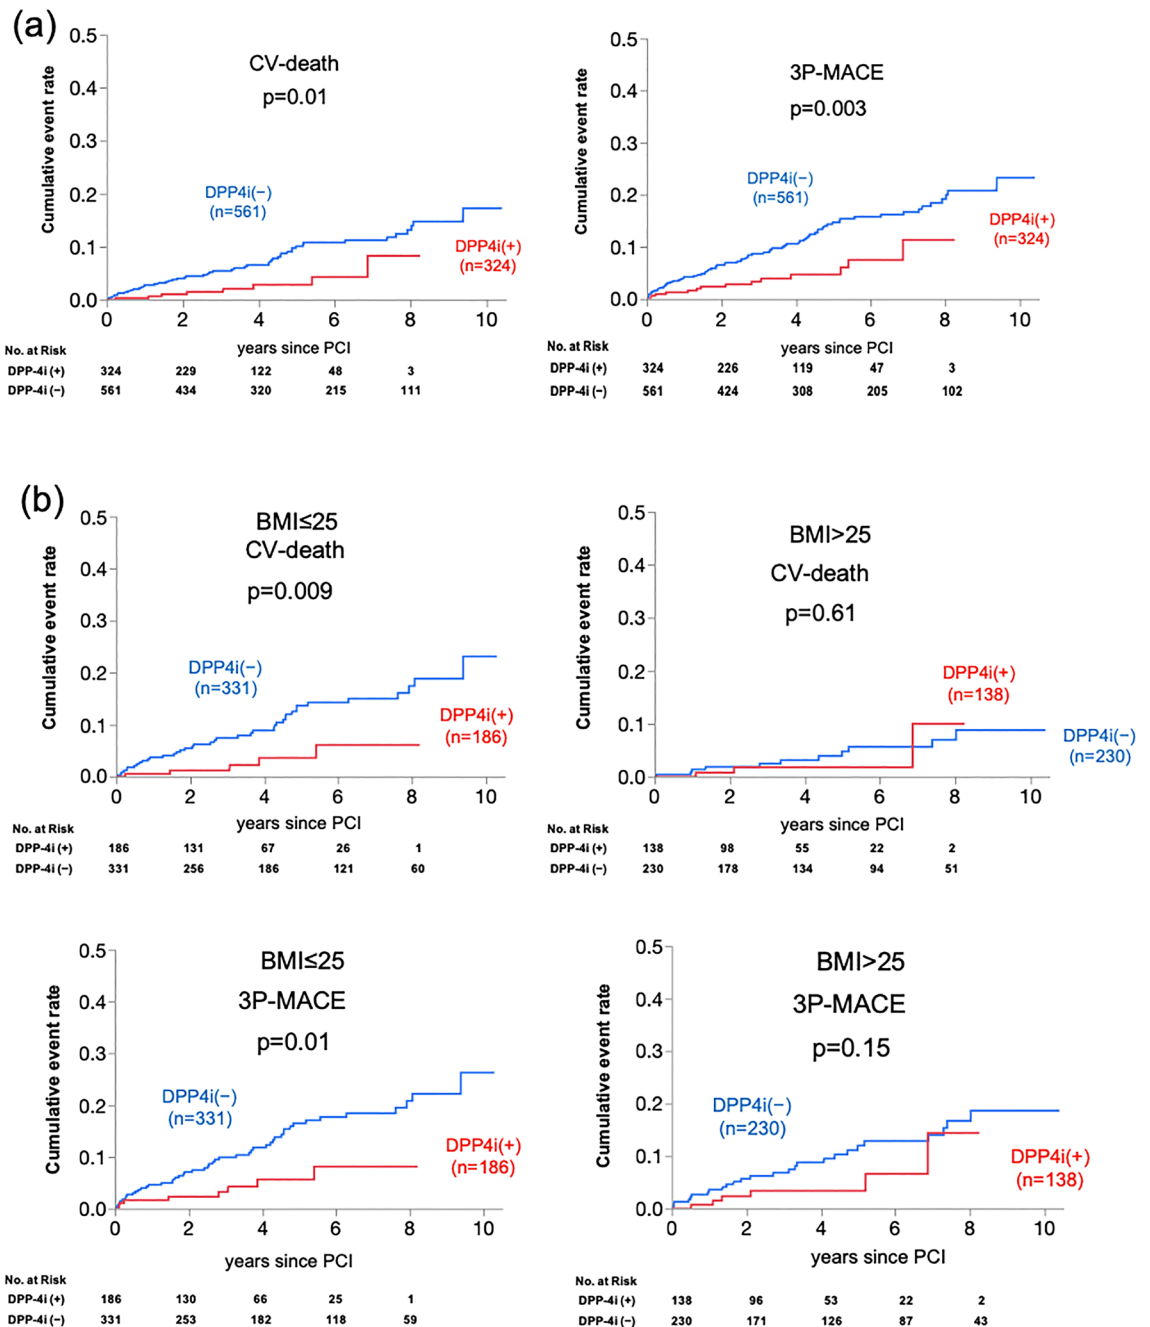 (a)
CV-death
p=0.01
Cumulative event rate
0.5
0.4
0.3
0.2
0.1
0.0
DPP4i(−)
(n=561)
DPP4i(+)
(n=324)
0 2 4 6 8 10
years since PCI
No. at Risk
DPP-4i (+) 324 229 122 48 3
DPP-4i (−) 561 434 320 215 111
3P-MACE
p=0.003
Cumulative event rate
0.5
0.4
0.3
0.2
0.1
0.0
DPP4i(−)
(n=561)
DPP4i(+)
(n=324)
0 2 4 6 8 10
years since PCI
No. at Risk
DPP-4i (+) 324 226 119 47 3
DPP-4i (−) 561 424 308 205 102
(b)
BMI≤25
CV-death
p=0.009
Cumulative event rate
0.5
0.4
0.3
0.2
0.1
0.0
DPP4i(−)
(n=331)
DPP4i(+)
(n=186)
0 2 4 6 8 10
years since PCI
No. at Risk
DPP-4i (+) 186 131 67 26 1
DPP-4i (−) 331 256 186 121 60
BMI>25
CV-death
p=0.61
Cumulative event rate
0.5
0.4
0.3
0.2
0.1
0.0
DPP4i(+)
(n=138)
DPP4i(−)
(n=230)
0 2 4 6 8 10
years since PCI
No. at Risk
DPP-4i (+) 138 98 55 22 2
DPP-4i (−) 230 178 134 94 51
BMI≤25
3P-MACE
p=0.01
Cumulative event rate
0.5
0.4
0.3
0.2
0.1
0.0
DPP4i(−)
(n=331)
DPP4i(+)
(n=186)
0 2 4 6 8 10
years since PCI
No. at Risk
DPP-4i (+) 186 130 66 25 1
DPP-4i (−) 331 253 182 118 59
BMI>25
3P-MACE
p=0.15
Cumulative event rate
0.5
0.4
0.3
0.2
0.1
0.0
DPP4i(−)
(n=230)
DPP4i(+)
(n=138)
0 2 4 6 8 10
years since PCI
No. at Risk
DPP-4i (+) 138 96 53 22 2
DPP-4i (−) 230 171 126 87 43